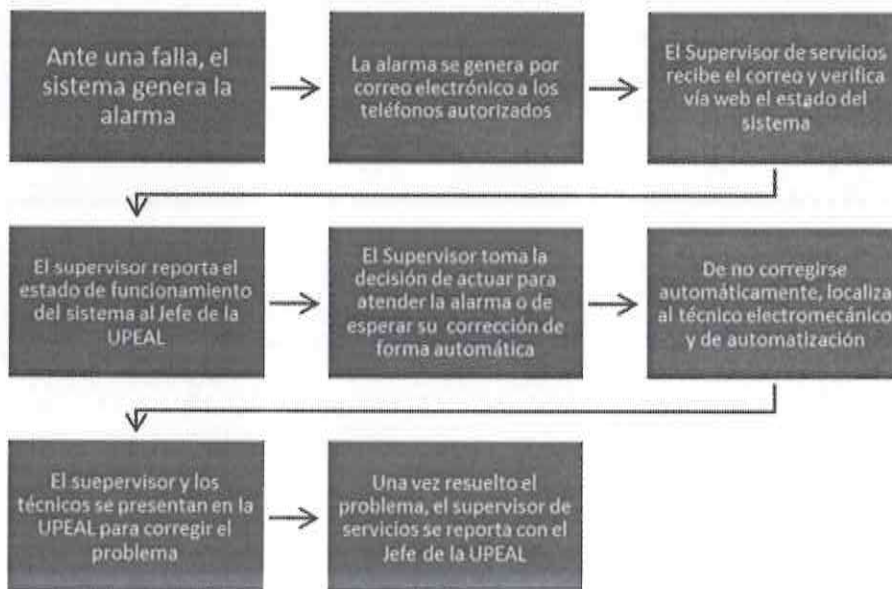 Ante una falla, el
sistema genera la
alarma
La alarma se genera por
correo electrónico a los
teléfonos autorizados
El Supervisor de servicios
recibe el correo y verifica
vía web el estado del
sistema
El supervisor reporta el
estado de funcionamiento
del sistema al Jefe de la
UPEAL
El Supervisor toma la
decisión de actuar para
atender la alarma o de
esperar su corrección de
forma automática
De no corregirse
automáticamente, localiza
al técnico electromecánico
y de automatización
El suepervisor y los
técnicos se presentan en la
UPEAL para corregir el
problema
Una vez resuelto el
problema, el supervisor de
servicios se reporta con el
Jefe de la UPEAL